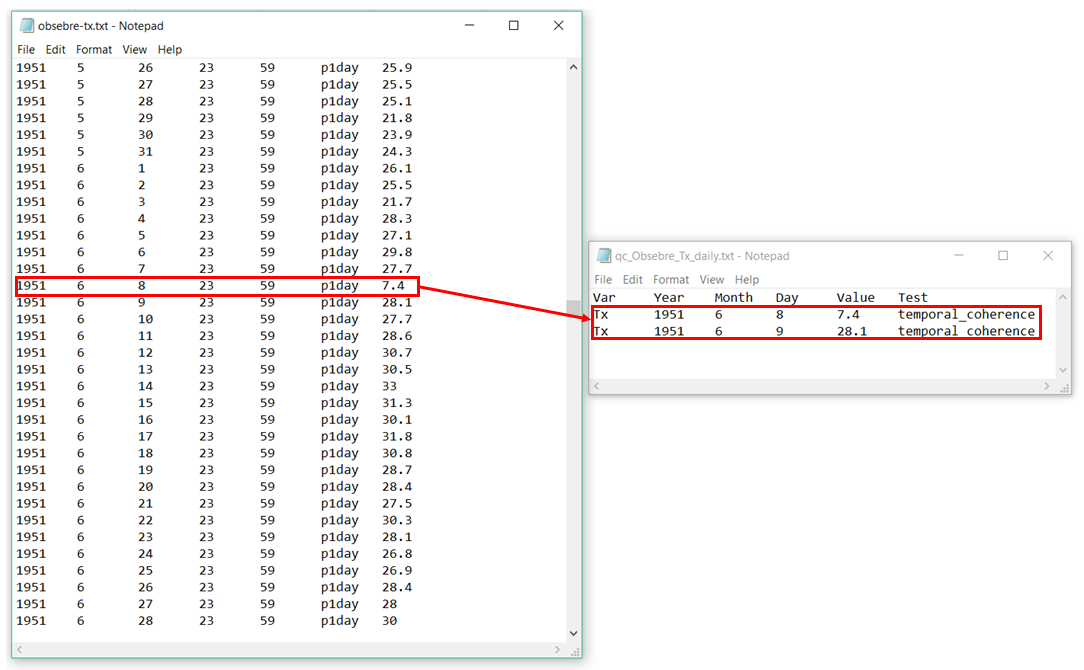 obsebre-tx.txt - Notepad
File Edit Format View Help
1951 5 26 23 59 p1day 25.9
1951 5 27 23 59 p1day 25.5
1951 5 28 23 59 p1day 25.1
1951 5 29 23 59 p1day 21.8
1951 5 30 23 59 p1day 23.9
1951 5 31 23 59 p1day 24.3
1951 6 1 23 59 p1day 26.1
1951 6 2 23 59 p1day 25.5
1951 6 3 23 59 p1day 21.7
1951 6 4 23 59 p1day 28.3
1951 6 5 23 59 p1day 27.1
1951 6 6 23 59 p1day 29.8
1951 6 7 23 59 p1day 27.7
1951 6 8 23 59 p1day 7.4
1951 6 9 23 59 p1day 28.1
1951 6 10 23 59 p1day 27.7
1951 6 11 23 59 p1day 28.6
1951 6 12 23 59 p1day 30.7
1951 6 13 23 59 p1day 30.5
1951 6 14 23 59 p1day 33
1951 6 15 23 59 p1day 31.3
1951 6 16 23 59 p1day 30.1
1951 6 17 23 59 p1day 31.8
1951 6 18 23 59 p1day 30.8
1951 6 19 23 59 p1day 28.7
1951 6 20 23 59 p1day 28.4
1951 6 21 23 59 p1day 27.5
1951 6 22 23 59 p1day 30.3
1951 6 23 23 59 p1day 28.1
1951 6 24 23 59 p1day 26.8
1951 6 25 23 59 p1day 26.9
1951 6 26 23 59 p1day 28.4
1951 6 27 23 59 p1day 28
1951 6 28 23 59 p1day 30
qc_Obsebre_Tx_daily.txt - Notepad
File Edit Format View Help
Var Year Month Day Value Test
Tx 1951 6 8 7.4 temporal_coherence
Tx 1951 6 9 28.1 temporal_coherence